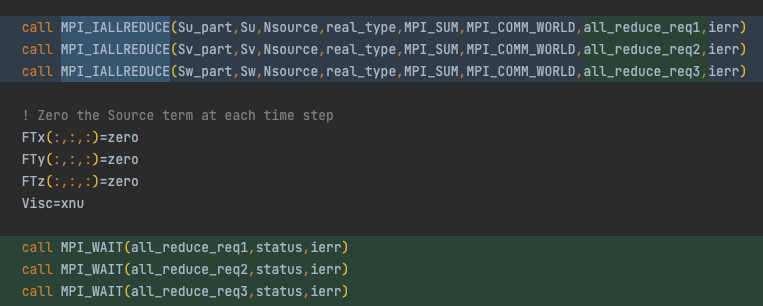 call MPI_IALLREDUCE(Su_part,Su,Nsource,real_type,MPI_SUM,MPI_COMM_WORLD,all_reduce_req1,ierr)
call MPI_IALLREDUCE(Sv_part,Sv,Nsource,real_type,MPI_SUM,MPI_COMM_WORLD,all_reduce_req2,ierr)
call MPI_IALLREDUCE(Sw_part,Sw,Nsource,real_type,MPI_SUM,MPI_COMM_WORLD,all_reduce_req3,ierr)
! Zero the Source term at each time step
FTx(:,:,:)=zero
FTy(:,:,:)=zero
FTz(:,:,:)=zero
Visc=xnu
call MPI_WAIT(all_reduce_req1,status,ierr)
call MPI_WAIT(all_reduce_req2,status,ierr)
call MPI_WAIT(all_reduce_req3,status,ierr)